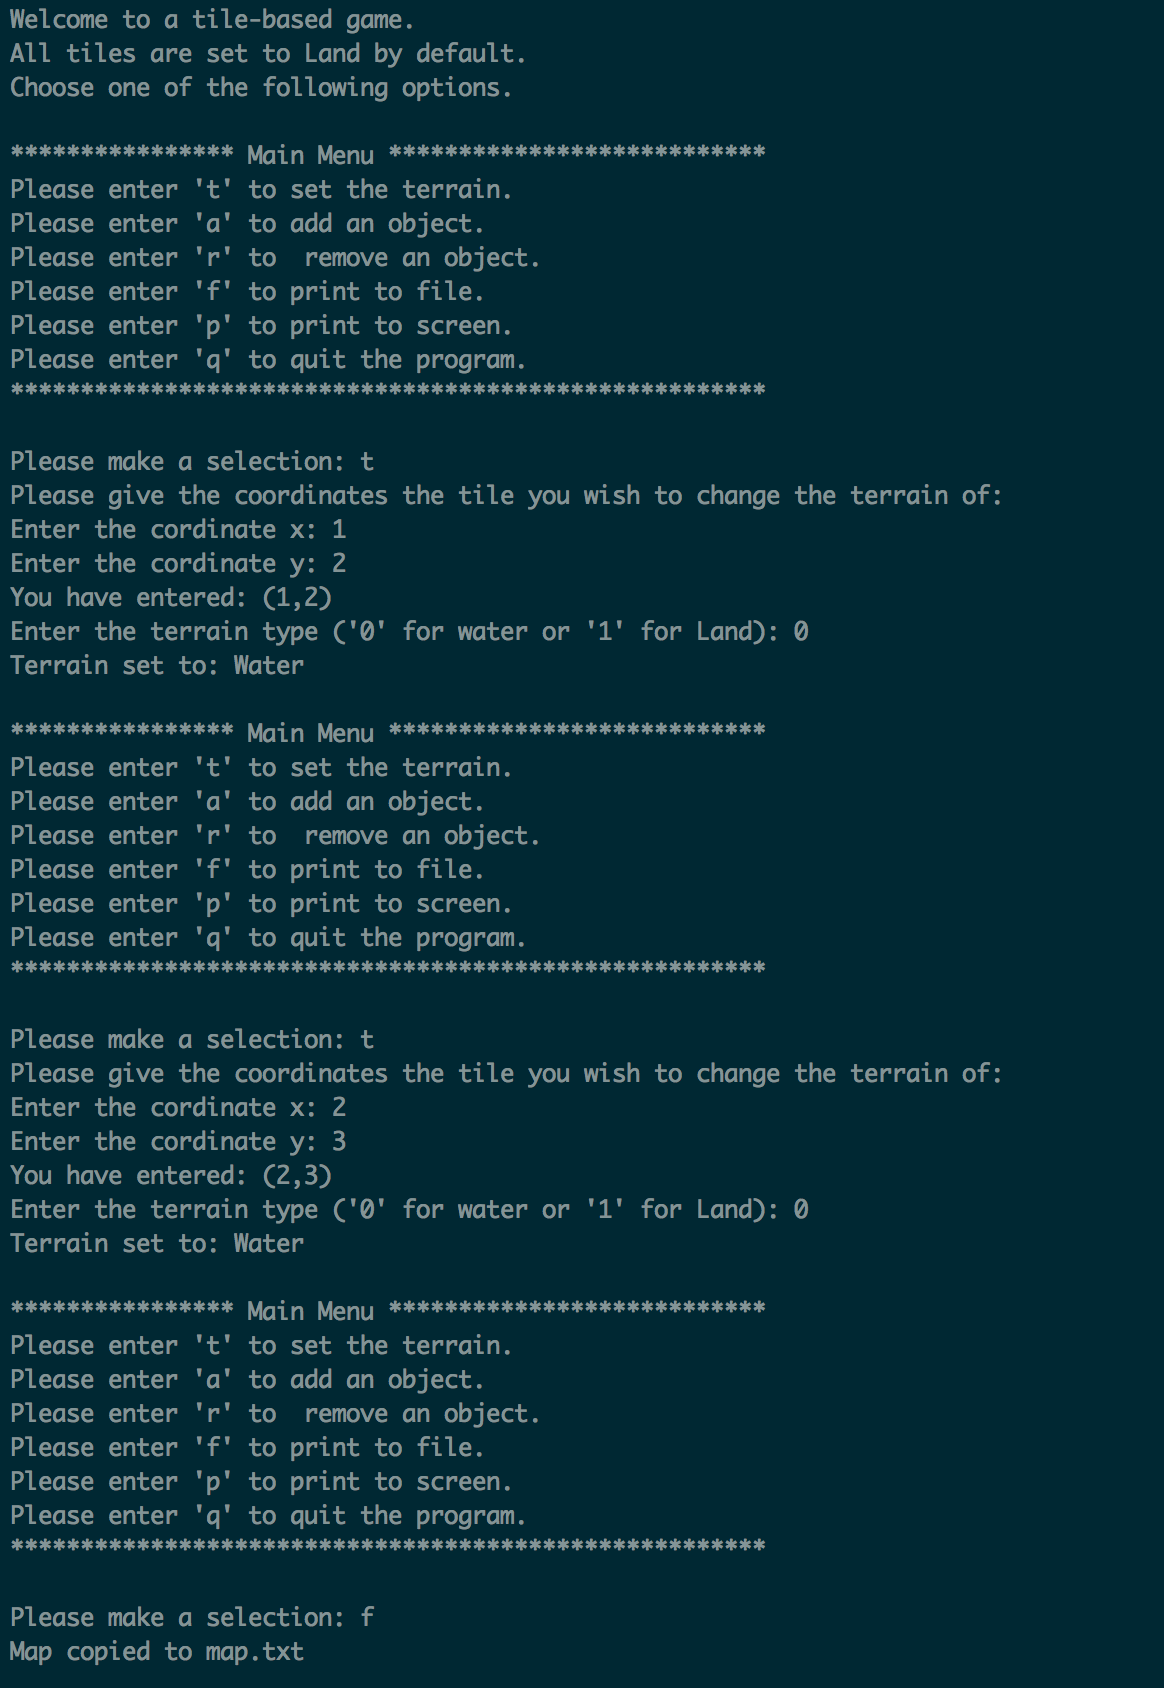 Welcome to a tile-based game.
All tiles are set to Land by default.
Choose one of the following options.
**************** Main Menu ***************************
Please enter 't' to set the terrain.
Please enter 'a' to add an object.
Please enter 'r' to  remove an object.
Please enter 'f' to print to file.
Please enter 'p' to print to screen.
Please enter 'q' to quit the program.
******************************************************
Please make a selection: t
Please give the coordinates the tile you wish to change the terrain of:
Enter the cordinate x: 1
Enter the cordinate y: 2
You have entered: (1,2)
Enter the terrain type ('0' for water or '1' for Land): 0
Terrain set to: Water
**************** Main Menu ***************************
Please enter 't' to set the terrain.
Please enter 'a' to add an object.
Please enter 'r' to  remove an object.
Please enter 'f' to print to file.
Please enter 'p' to print to screen.
Please enter 'q' to quit the program.
******************************************************
Please make a selection: t
Please give the coordinates the tile you wish to change the terrain of:
Enter the cordinate x: 2
Enter the cordinate y: 3
You have entered: (2,3)
Enter the terrain type ('0' for water or '1' for Land): 0
Terrain set to: Water
**************** Main Menu ***************************
Please enter 't' to set the terrain.
Please enter 'a' to add an object.
Please enter 'r' to  remove an object.
Please enter 'f' to print to file.
Please enter 'p' to print to screen.
Please enter 'q' to quit the program.
******************************************************
Please make a selection: f
Map copied to map.txt